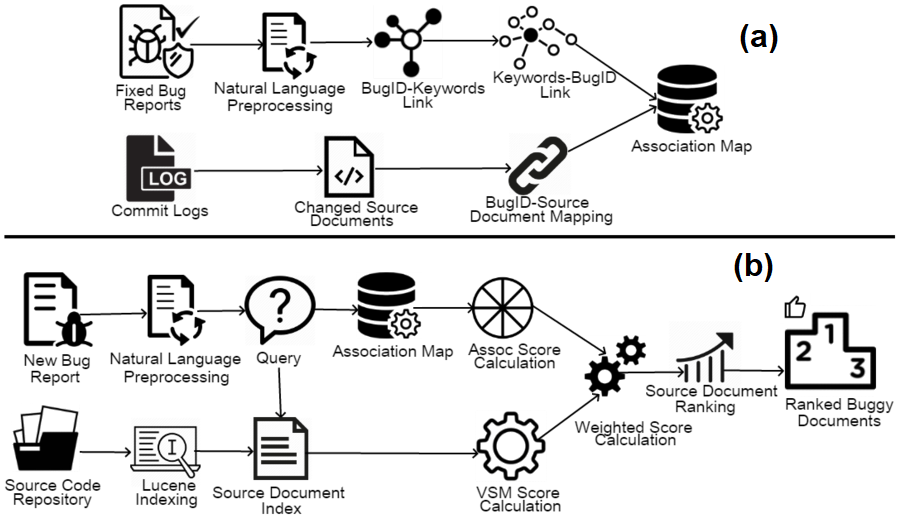 (a)
Fixed Bug
Reports
Natural Language
Preprocessing
BugID-Keywords
Link
Keywords-BugID
Link
Association Map
LOG
Commit Logs
</>
Changed Source
Documents
BugID-Source
Document Mapping
(b)
New Bug
Report
Natural Language
Preprocessing
?
Query
Association Map
Assoc Score
Calculation
Weighted Score
Calculation
Source Document
Ranking
1
2
3
Ranked Buggy
Documents
Source Code
Repository
I
Lucene
Indexing
Source Document
Index
VSM Score
Calculation